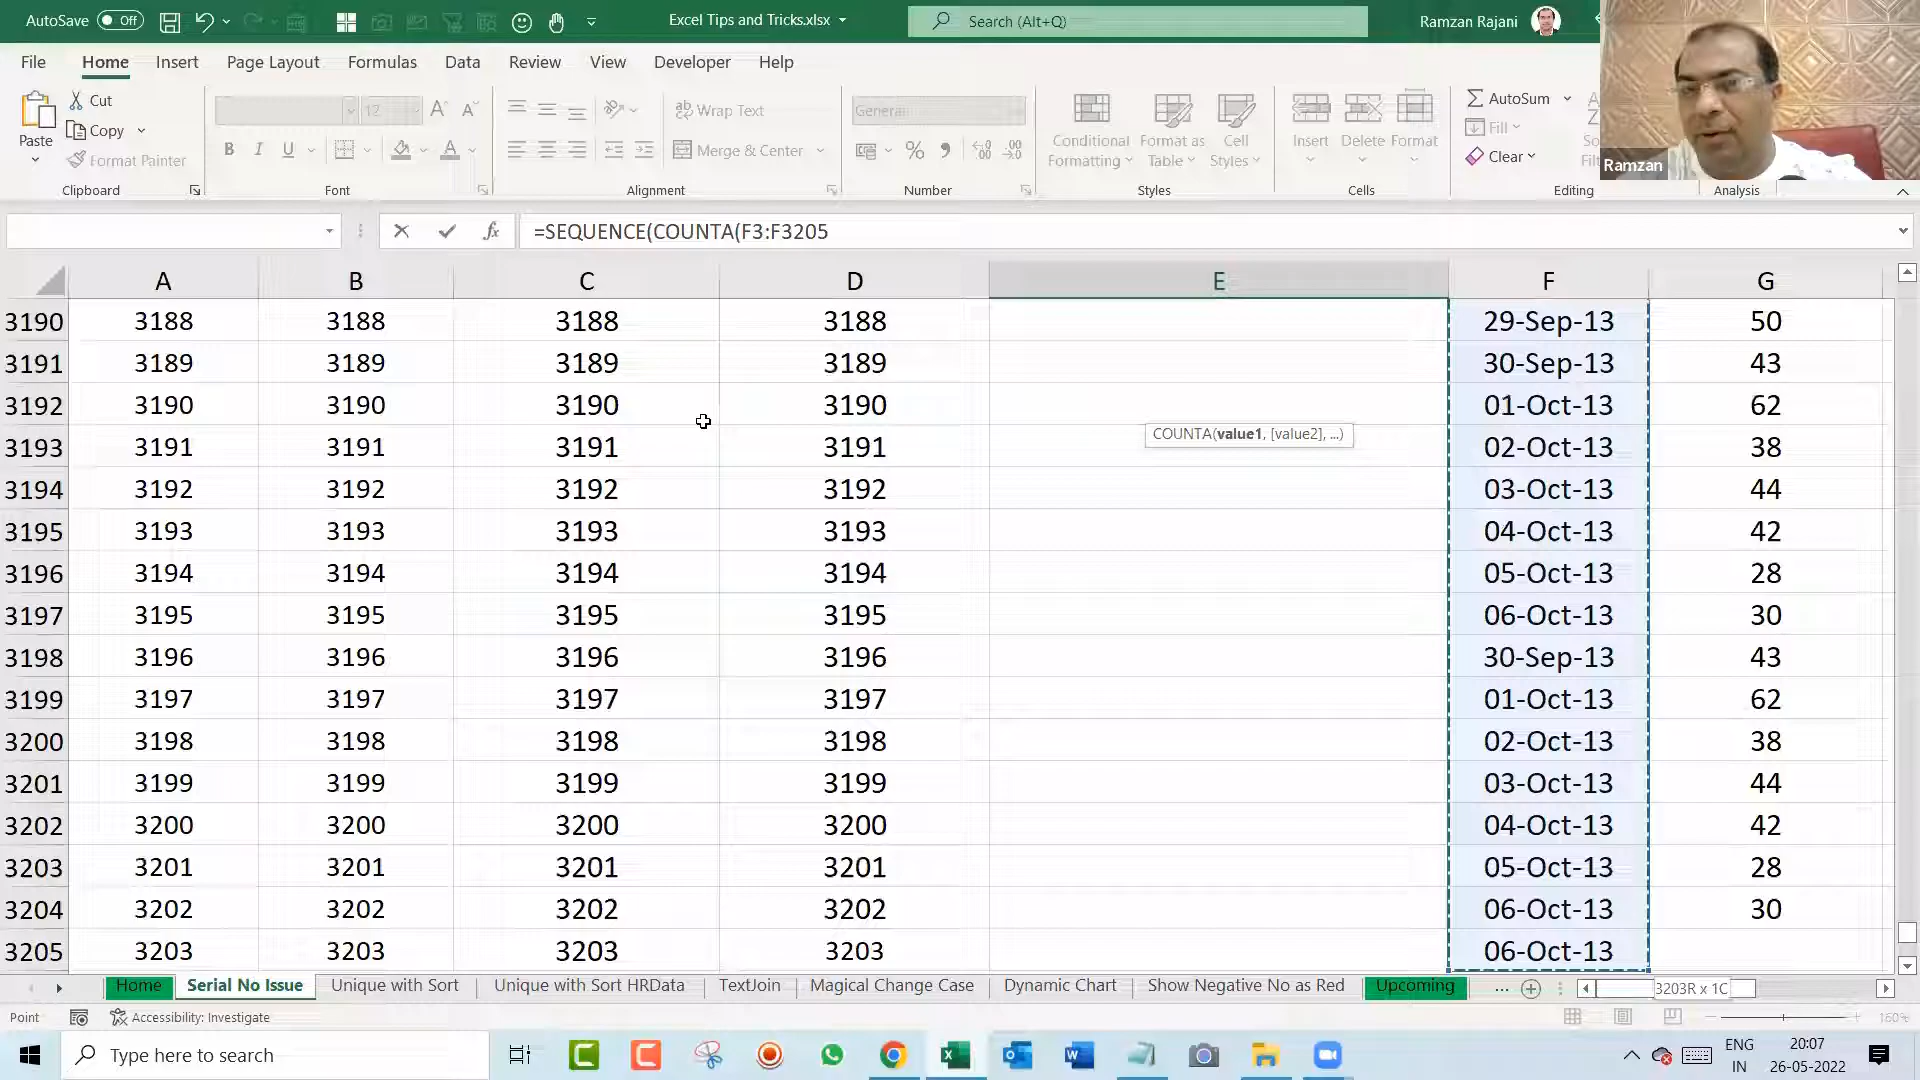 AutoSave Off Excel Tips and Tricks.xlsx Search (Alt+Q) Ramzan Rajani
File Home Insert Page Layout Formulas Data Review View Developer Help
Paste Cut Copy Format Painter Clipboard
12 B I U Font
Wrap Text Merge & Center Alignment
General % Number
Conditional Formatting Format as Table Cell Styles Styles
Insert Delete Format Cells
AutoSum Fill Clear Editing
Analysis
Ramzan
=SEQUENCE(COUNTA(F3:F3205
A B C D E F G
3190 3188 3188 3188 3188 29-Sep-13 50
3191 3189 3189 3189 3189 30-Sep-13 43
3192 3190 3190 3190 3190 01-Oct-13 62
3193 3191 3191 3191 3191 02-Oct-13 38
COUNTA(value1, [value2], ...)
3194 3192 3192 3192 3192 03-Oct-13 44
3195 3193 3193 3193 3193 04-Oct-13 42
3196 3194 3194 3194 3194 05-Oct-13 28
3197 3195 3195 3195 3195 06-Oct-13 30
3198 3196 3196 3196 3196 30-Sep-13 43
3199 3197 3197 3197 3197 01-Oct-13 62
3200 3198 3198 3198 3198 02-Oct-13 38
3201 3199 3199 3199 3199 03-Oct-13 44
3202 3200 3200 3200 3200 04-Oct-13 42
3203 3201 3201 3201 3201 05-Oct-13 28
3204 3202 3202 3202 3202 06-Oct-13 30
3205 3203 3203 3203 3203 06-Oct-13
Home Serial No Issue Unique with Sort Unique with Sort HRData TextJoin Magical Change Case Dynamic Chart Show Negative No as Red Upcoming ... 3203R x 1C
Point Accessibility: Investigate 160%
Type here to search ENG 20:07
IN 26-05-2022